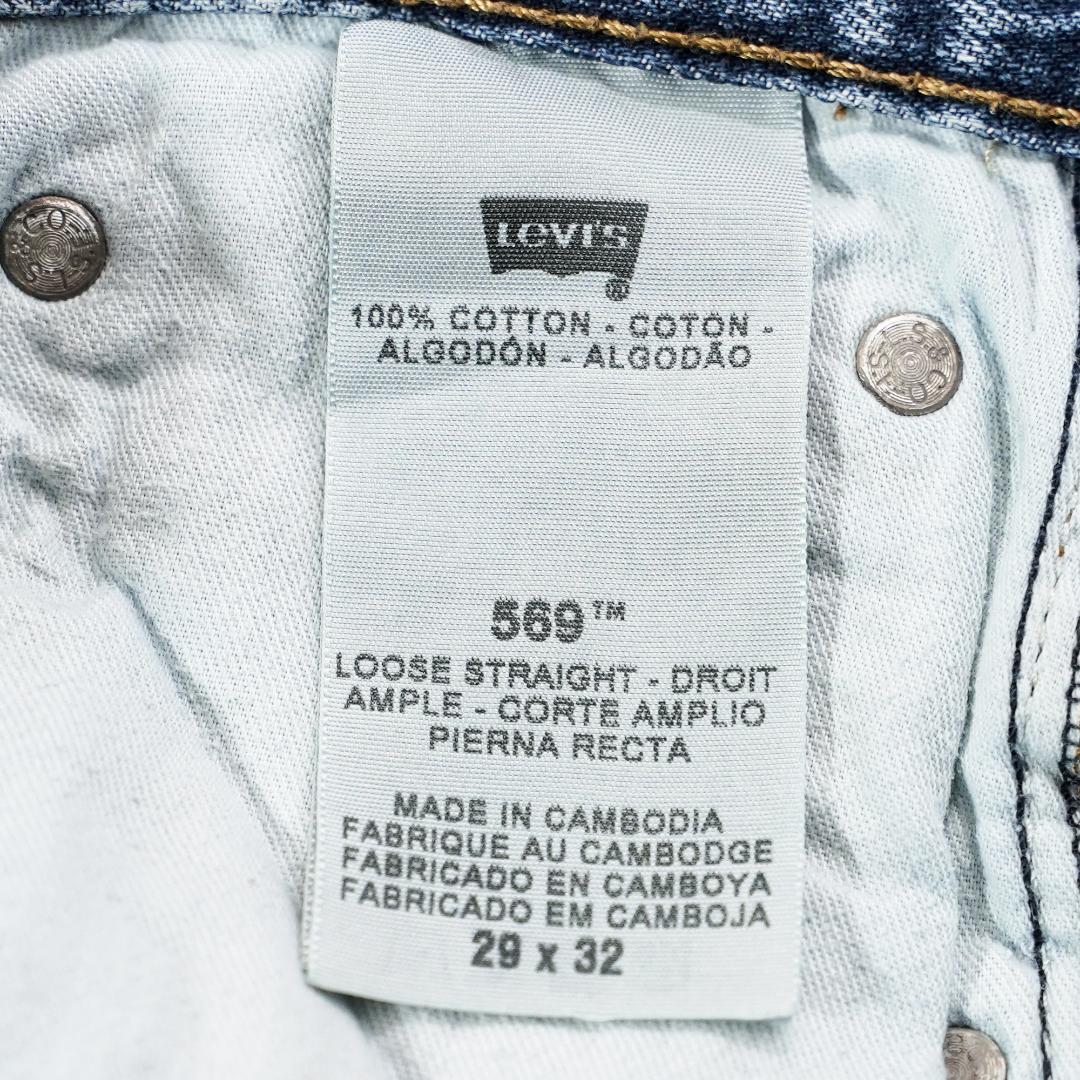 Levi's
®
100% COTTON - COTON -
ALGODÓN - ALGODÃO
569™
LOOSE STRAIGHT - DROIT
AMPLE - CORTE AMPLIO
PIERNA RECTA
MADE IN CAMBODIA
FABRIQUE AU CAMBODGE
FABRICADO EN CAMBOYA
FABRICADO EM CAMBOJA
29 x 32